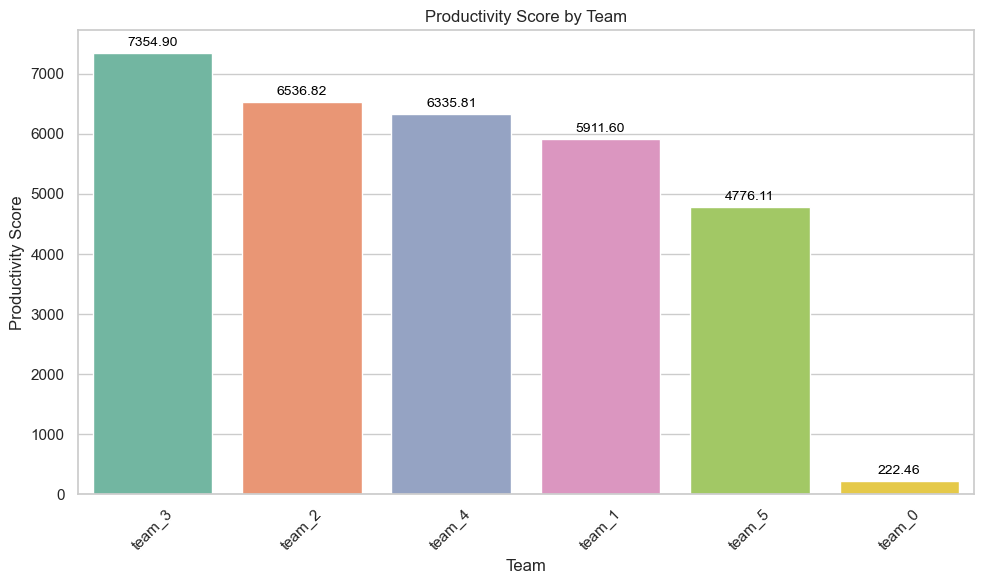 Productivity Score by Team
Productivity Score
7000
6000
5000
4000
3000
2000
1000
0
7354.90
6536.82
6335.81
5911.60
4776.11
222.46
team_3
team_2
team_4
team_1
team_5
team_0
Team